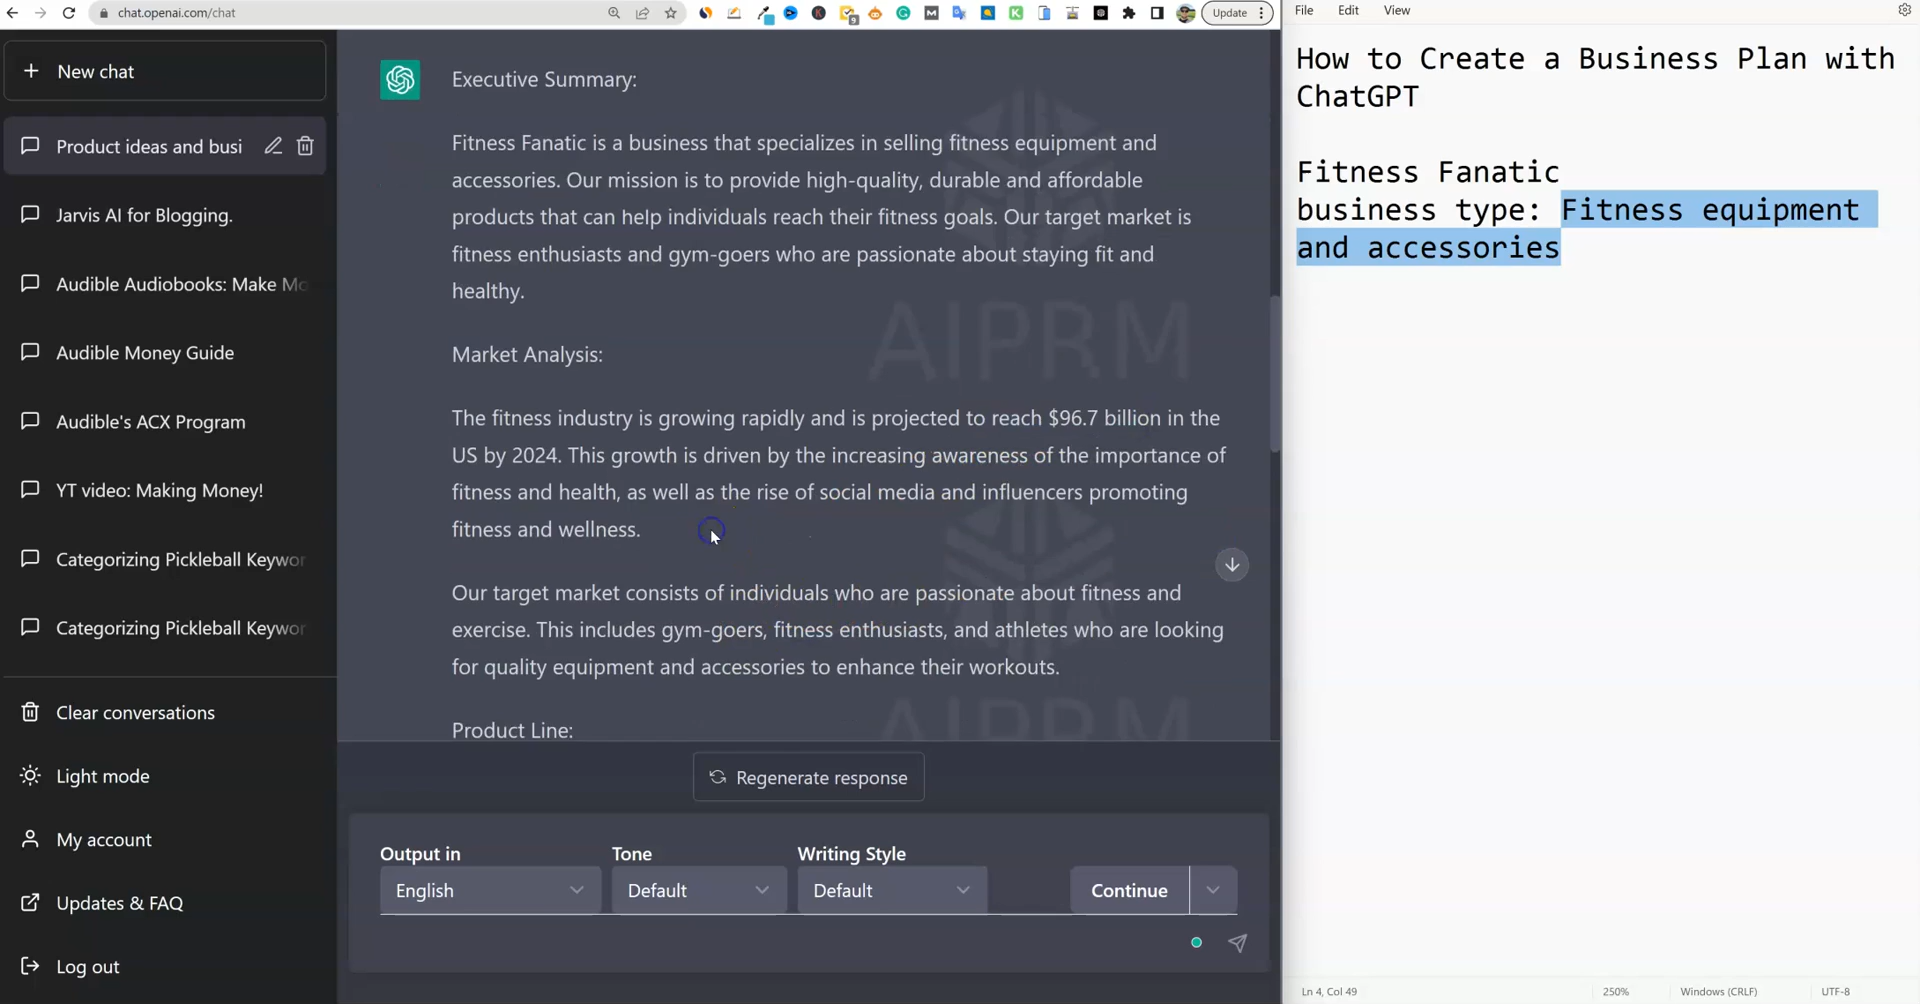 chat.openai.com/chat
Update
New chat
Product ideas and busi
Jarvis AI for Blogging.
Audible Audiobooks: Make Mo
Audible Money Guide
Audible's ACX Program
YT video: Making Money!
Categorizing Pickleball Keywor
Categorizing Pickleball Keywor
Clear conversations
Light mode
My account
Updates & FAQ
Log out
Executive Summary:
Fitness Fanatic is a business that specializes in selling fitness equipment and
accessories. Our mission is to provide high-quality, durable and affordable
products that can help individuals reach their fitness goals. Our target market is
fitness enthusiasts and gym-goers who are passionate about staying fit and
healthy.
AIPRM
Market Analysis:
The fitness industry is growing rapidly and is projected to reach $96.7 billion in the
US by 2024. This growth is driven by the increasing awareness of the importance of
fitness and health, as well as the rise of social media and influencers promoting
fitness and wellness.
Our target market consists of individuals who are passionate about fitness and
exercise. This includes gym-goers, fitness enthusiasts, and athletes who are looking
for quality equipment and accessories to enhance their workouts.
AIPRM
Product Line:
Regenerate response
Output in
Tone
Writing Style
English
Default
Default
Continue
File Edit View
How to Create a Business Plan with
ChatGPT
Fitness Fanatic
business type: Fitness equipment
and accessories
Ln 4, Col 49
250%
Windows (CRLF)
UTF-8